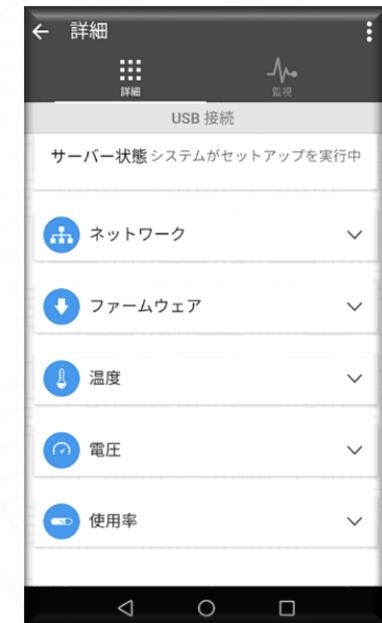 詳細
詳細
監視
USB 接続
サーバー状態 システムがセットアップを実行中
ネットワーク
ファームウェア
温度
電圧
使用率